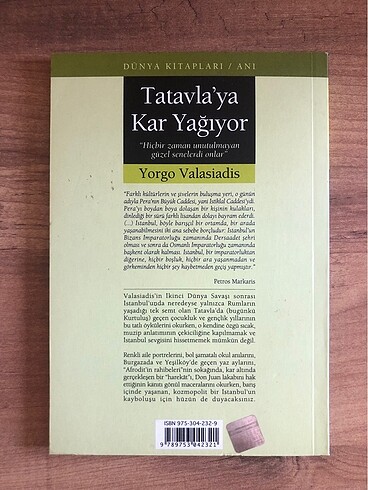 DÜNYA KİTAPLARI / ANI
Tatavla'ya
Kar Yağıyor
"Hiçbir zaman unutulmayan
güzel senelerdi onlar"
Yorgo Valasiadis
"Farklı kültürlerin ve şivelerin buluşma yeri, o günün
adıyla Pera'nın Büyük Caddesi, yani İstiklal Caddesi'ydi.
Pera'yı boydan boya dolaşan bir kişinin kulakları,
dinlediği bir sürü farklı lisandan dolayı bayram ederdi.
(...) İstanbul, böyle barışçıl bir ortamda, bir arada
yaşanabilmesini iki ana sebebe borçludur: İstanbul'un
Bizans İmparatorluğu zamanında Dersaadet şehri
olması ve sonra da Osmanlı İmparatorluğu zamanında
başkent olarak kalması. İstanbul, bir imparatorluktan
diğerine, hiçbir boşluk, hiçbir ara yaşanmadan ve
görkeminden hiçbir şey kaybetmeden geçiş yapmıştır."
Petros Markaris
Valasiadis'in İkinci Dünya Savaşı sonrası
İstanbul'unda neredeyse yalnızca Rumların
yaşadığı tek semt olan Tatavla'da (bugünkü
Kurtuluş) geçen çocukluk ve gençlik yıllarının
bu tatlı öykülerini okurken, o kendine özgü sıcak,
muzip anlatımının çekiciliğine kapılmamak ve
İstanbul sevgisini hissetmemek mümkün değil.
Renkli aile portrelerini, bol şamatalı okul anılarını,
Burgazada ve Yeşilköy'de geçen yaz aylarını,
"Afrodit'in rahibeleri"nin sokağında, kar altında
gerçekleşen bir "harekât"ı, Don Juan lakabını hak
ettiğinin kanıtı gönül maceralarını okurken, barış
içinde yaşanan, kozmopolit bir İstanbul'un
kayboluşu için hüzün de duyacaksınız.
ISBN 975-304-232-9
9 789753 042321